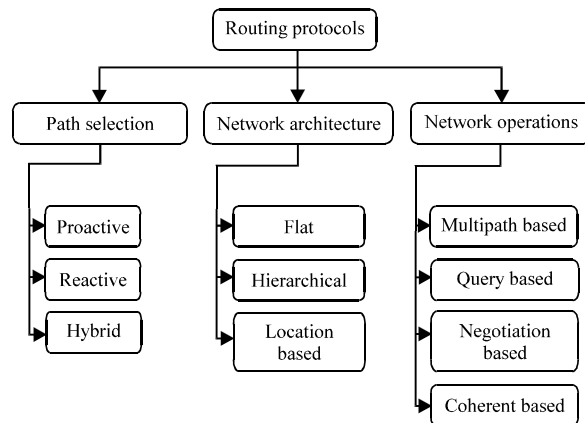 Routing protocols
Path selection
Network architecture
Network operations
Proactive
Reactive
Hybrid
Flat
Hierarchical
Location
based
Multipath based
Query based
Negotiation
based
Coherent based